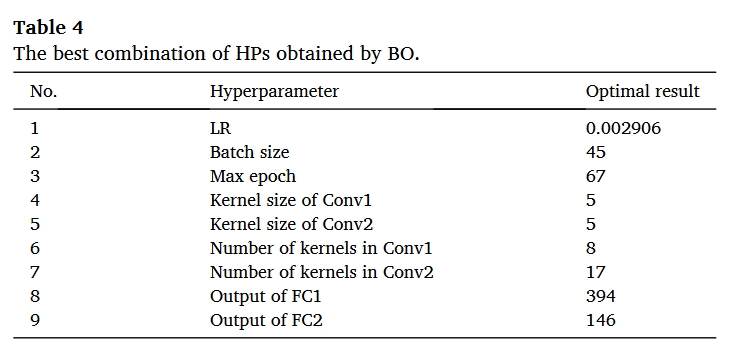 Table 4
The best combination of HPs obtained by BO.
No. Hyperparameter Optimal result
1 LR 0.002906
2 Batch size 45
3 Max epoch 67
4 Kernel size of Conv1 5
5 Kernel size of Conv2 5
6 Number of kernels in Conv1 8
7 Number of kernels in Conv2 17
8 Output of FC1 394
9 Output of FC2 146